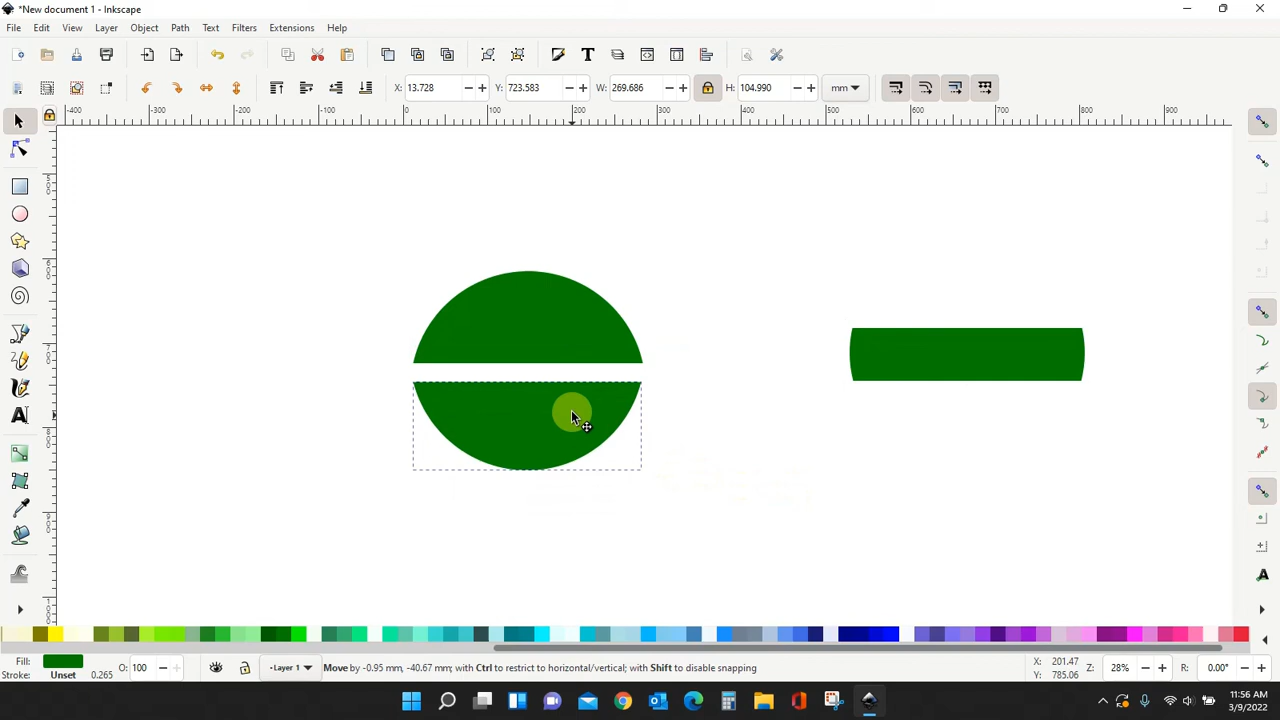 *New document 1 - Inkscape
File Edit View Layer Object Path Text Filters Extensions Help
X: 13.728 Y: 723.583 W: 269.686 H: 104.990 mm
-400 -300 -200 -100 0 100 200 300 400 500 600 700 800 900
Fill: O: 100 Layer 1 Move by -0.95 mm, -40.67 mm; with Ctrl to restrict to horizontal/vertical; with Shift to disable snapping X: 201.47 Z: 28% R: 0.00°
Stroke: Unset 0.265 Y: 785.06
11:56 AM
3/9/2022